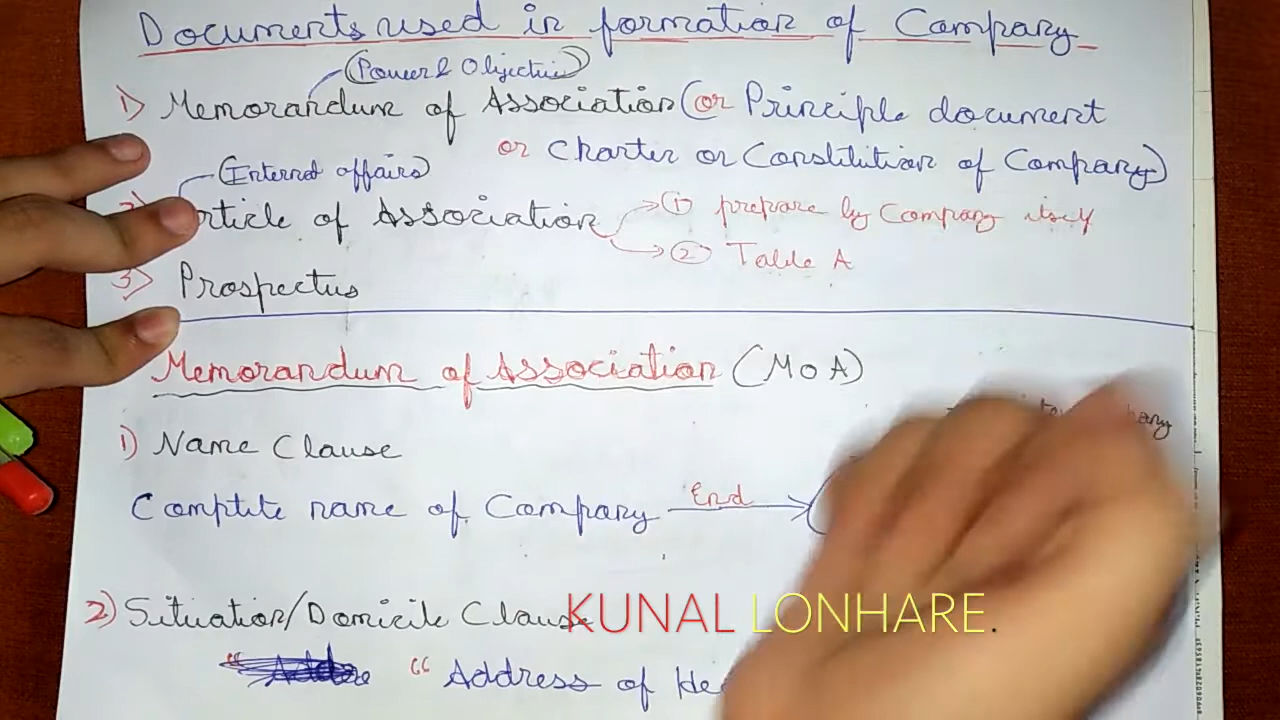 Documents used in formation of Company
(Power & Objective)
1) Memorandum of Association (or Principle document
or Charter or Constitution of Company)
(Internal affairs)
rticle of Association
① prepare by Company itself
② Table A
3) Prospectus
Memorandum of Association (MOA)
1) Name Clause
Complete name of Company
End
2) Situation/Domicile Clause
KUNAL LONHARE.
“ Address of He